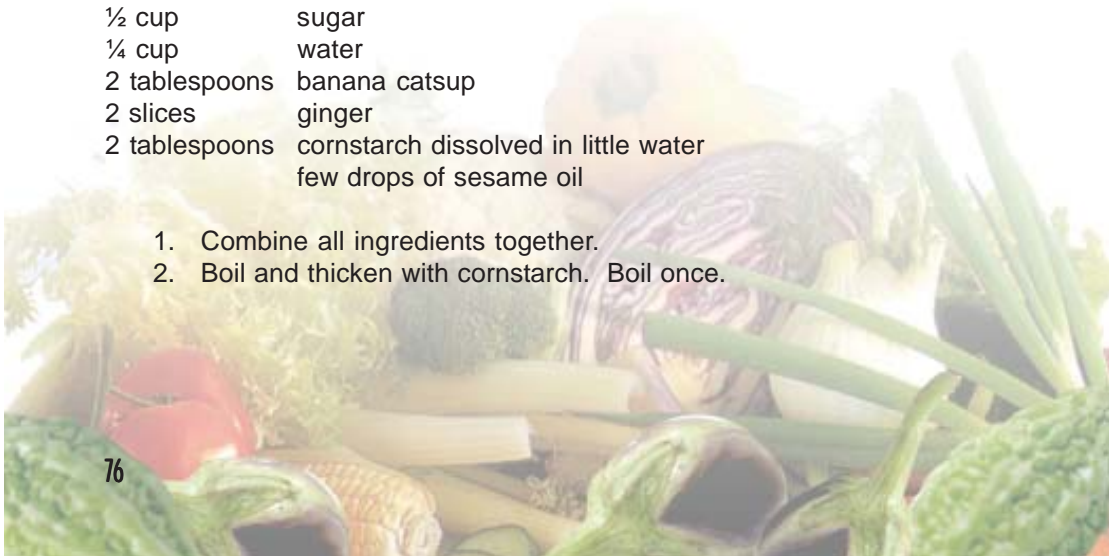 ½ cup sugar
¼ cup water
2 tablespoons banana catsup
2 slices ginger
2 tablespoons cornstarch dissolved in little water
few drops of sesame oil
1. Combine all ingredients together.
2. Boil and thicken with cornstarch. Boil once.
76